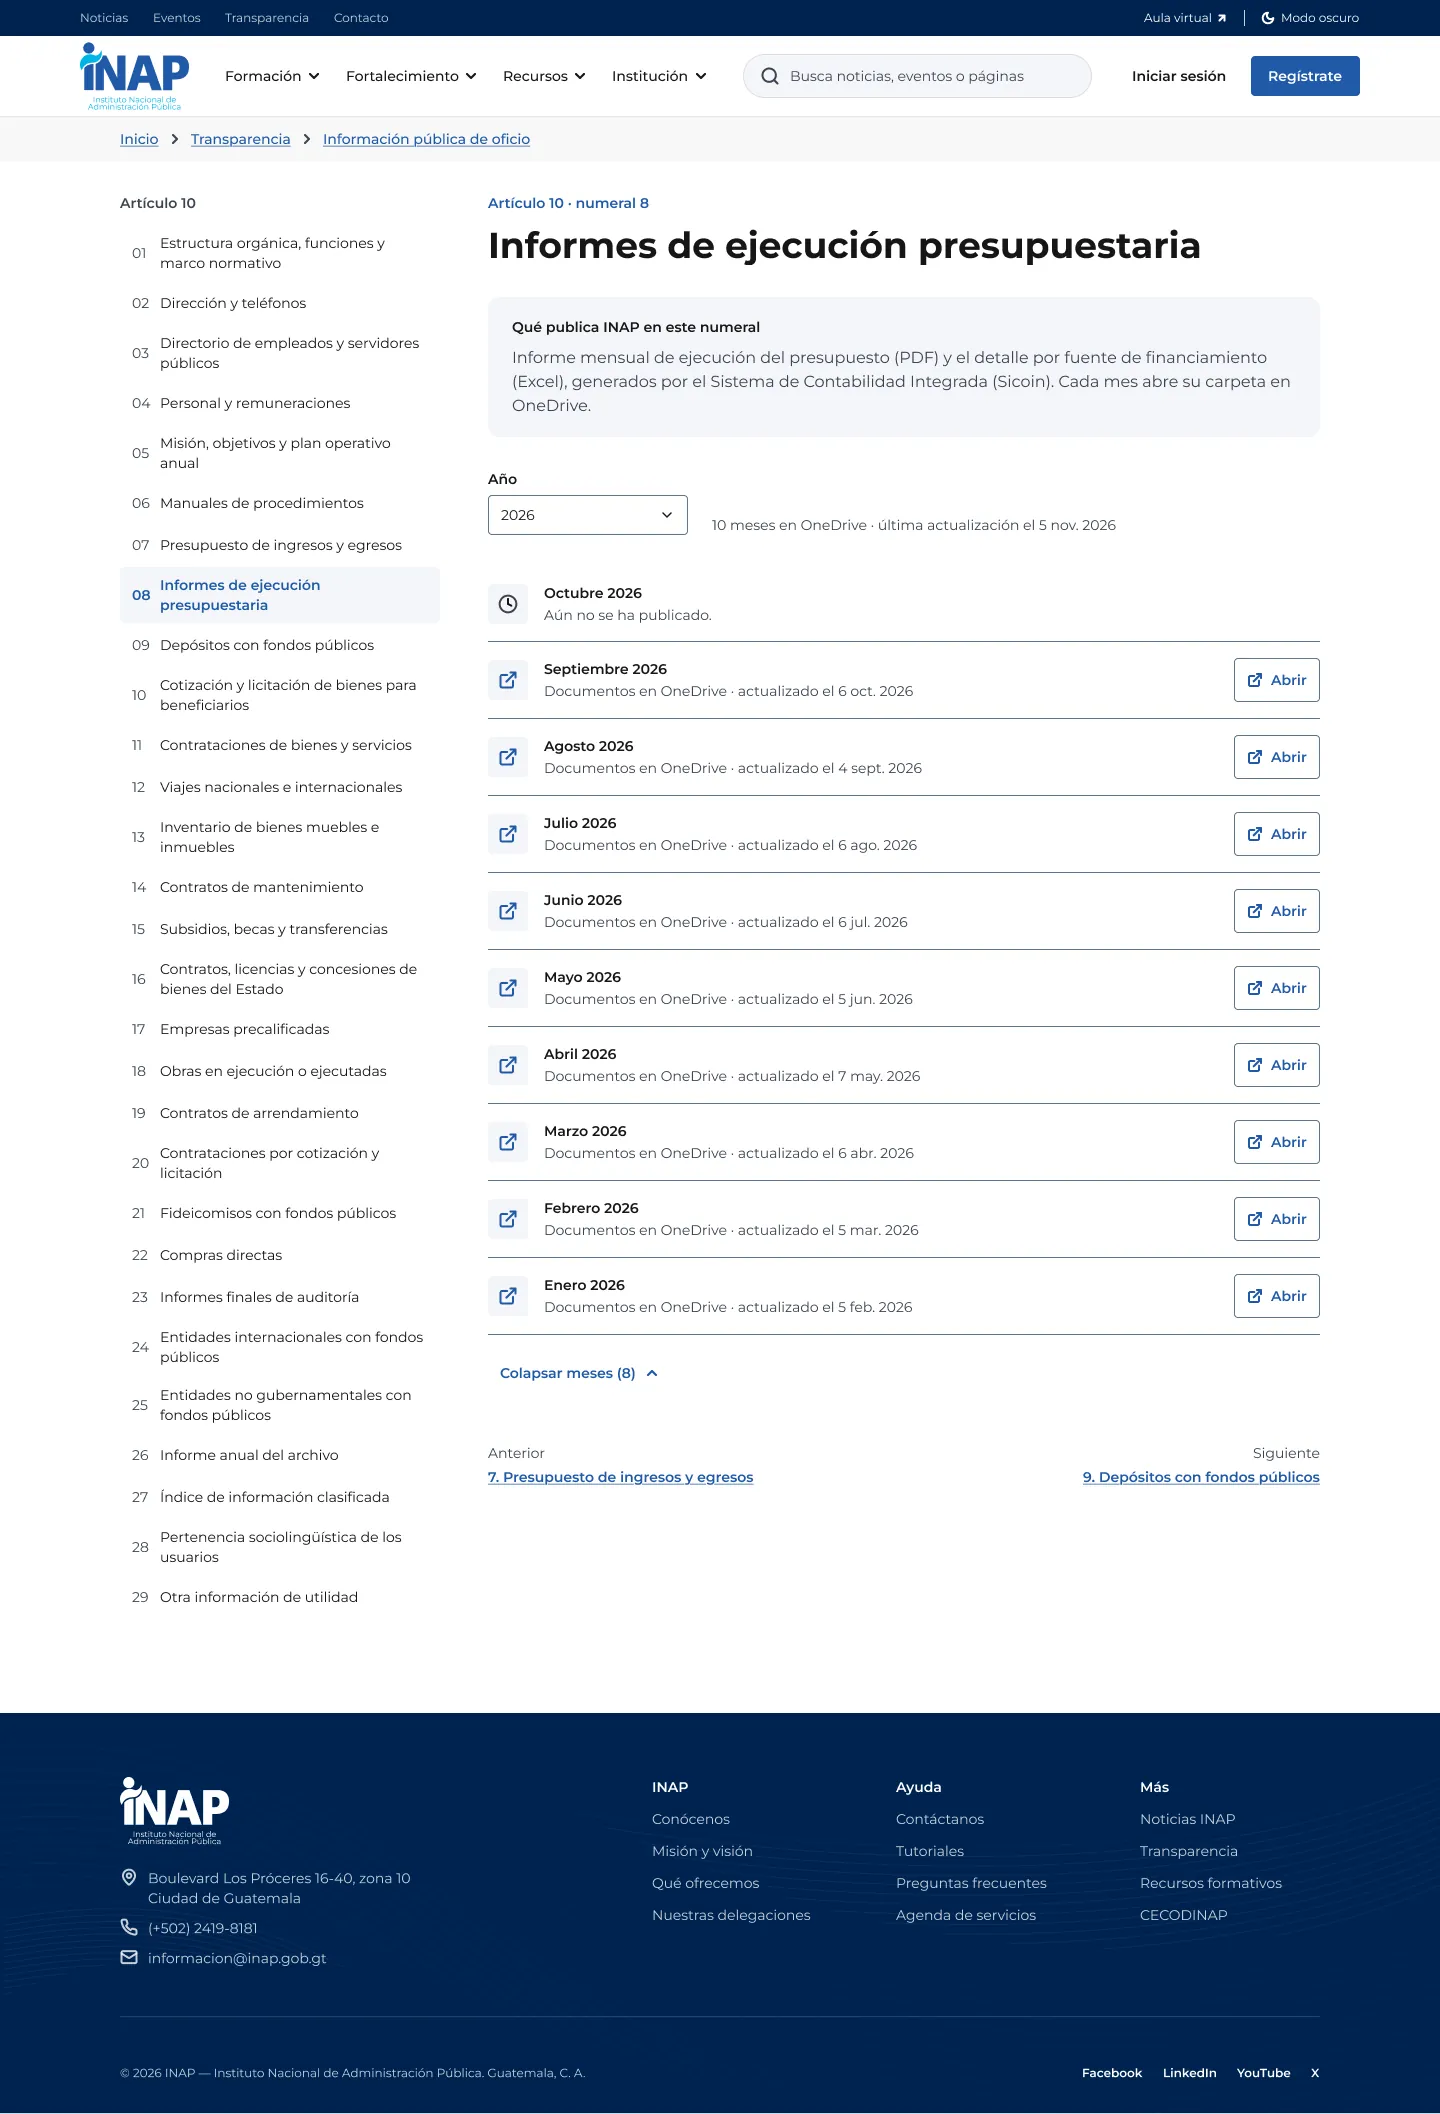 Noticias Eventos Transparencia Contacto
Aula virtual Modo oscuro
iNAP
Instituto Nacional de
Administración Pública
Formación Fortalecimiento Recursos Institución
Busca noticias, eventos o páginas
Iniciar sesión Regístrate
Inicio Transparencia Información pública de oficio
Artículo 10
01 Estructura orgánica, funciones y
marco normativo
02 Dirección y teléfonos
03 Directorio de empleados y servidores
públicos
04 Personal y remuneraciones
05 Misión, objetivos y plan operativo
anual
06 Manuales de procedimientos
07 Presupuesto de ingresos y egresos
08 Informes de ejecución
presupuestaria
09 Depósitos con fondos públicos
10 Cotización y licitación de bienes para
beneficiarios
11 Contrataciones de bienes y servicios
12 Viajes nacionales e internacionales
13 Inventario de bienes muebles e
inmuebles
14 Contratos de mantenimiento
15 Subsidios, becas y transferencias
16 Contratos, licencias y concesiones de
bienes del Estado
17 Empresas precalificadas
18 Obras en ejecución o ejecutadas
19 Contratos de arrendamiento
20 Contrataciones por cotización y
licitación
21 Fideicomisos con fondos públicos
22 Compras directas
23 Informes finales de auditoría
24 Entidades internacionales con fondos
públicos
25 Entidades no gubernamentales con
fondos públicos
26 Informe anual del archivo
27 Índice de información clasificada
28 Pertenencia sociolingüística de los
usuarios
29 Otra información de utilidad
Artículo 10 · numeral 8
Informes de ejecución presupuestaria
Qué publica INAP en este numeral
Informe mensual de ejecución del presupuesto (PDF) y el detalle por fuente de financiamiento
(Excel), generados por el Sistema de Contabilidad Integrada (Sicoin). Cada mes abre su carpeta en
OneDrive.
Año
2026
10 meses en OneDrive · última actualización el 5 nov. 2026
Octubre 2026
Aún no se ha publicado.
Septiembre 2026
Documentos en OneDrive · actualizado el 6 oct. 2026
Abrir
Agosto 2026
Documentos en OneDrive · actualizado el 4 sept. 2026
Abrir
Julio 2026
Documentos en OneDrive · actualizado el 6 ago. 2026
Abrir
Junio 2026
Documentos en OneDrive · actualizado el 6 jul. 2026
Abrir
Mayo 2026
Documentos en OneDrive · actualizado el 5 jun. 2026
Abrir
Abril 2026
Documentos en OneDrive · actualizado el 7 may. 2026
Abrir
Marzo 2026
Documentos en OneDrive · actualizado el 6 abr. 2026
Abrir
Febrero 2026
Documentos en OneDrive · actualizado el 5 mar. 2026
Abrir
Enero 2026
Documentos en OneDrive · actualizado el 5 feb. 2026
Abrir
Colapsar meses (8)
Anterior
7. Presupuesto de ingresos y egresos
Siguiente
9. Depósitos con fondos públicos
iNAP
Instituto Nacional de
Administración Pública
Boulevard Los Próceres 16-40, zona 10
Ciudad de Guatemala
(+502) 2419-8181
informacion@inap.gob.gt
INAP
Conócenos
Misión y visión
Qué ofrecemos
Nuestras delegaciones
Ayuda
Contáctanos
Tutoriales
Preguntas frecuentes
Agenda de servicios
Más
Noticias INAP
Transparencia
Recursos formativos
CECODINAP
© 2026 INAP — Instituto Nacional de Administración Pública. Guatemala, C. A.
Facebook LinkedIn YouTube X